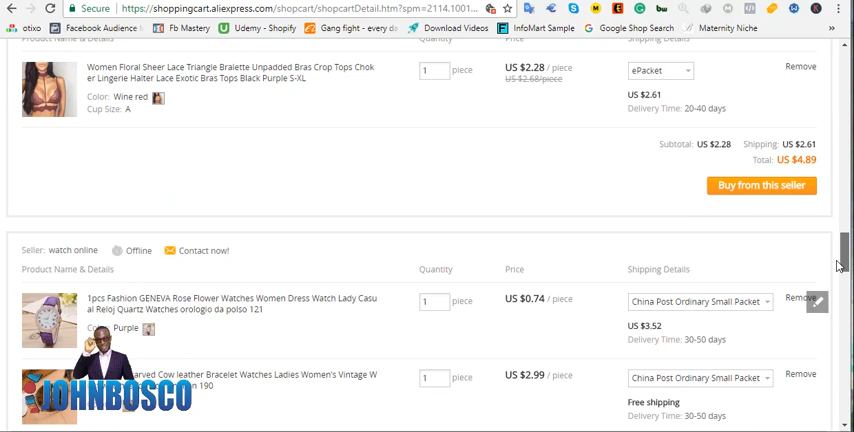 Secure https://shoppingcart.aliexpress.com/shopcart/shopcartDetail.htm?spm=2114.1001...
otixo Facebook Audience Fb Mastery Udemy - Shopify Gang fight - every da Download Videos InfoMart Sample Google Shop Search Maternity Niche
Product Name & Details Quantity Price Shipping Details
Women Floral Sheer Lace Triangle Bralette Unpadded Bras Crop Tops Chok
er Lingerie Halter Lace Exotic Bras Tops Black Purple S-XL
Color: Wine red
Cup Size: A
1 piece
US $2.28 / piece
US $2.68/piece
ePacket
US $2.61
Delivery Time: 20-40 days
Remove
Subtotal: US $2.28 Shipping: US $2.61
Total: US $4.89
Buy from this seller
Seller: watch online Offline Contact now!
Product Name & Details Quantity Price Shipping Details
1pcs Fashion GENEVA Rose Flower Watches Women Dress Watch Lady Casu
al Reloj Quartz Watches orologio da polso 121
Purple
1 piece
US $0.74 / piece
China Post Ordinary Small Packet
US $3.52
Delivery Time: 30-50 days
Remove
arved Cow leather Bracelet Watches Ladies Women's Vintage W
190
1 piece
US $2.99 / piece
China Post Ordinary Small Packet
Free shipping
Delivery Time: 30-50 days
Remove
JOHNBOSCO